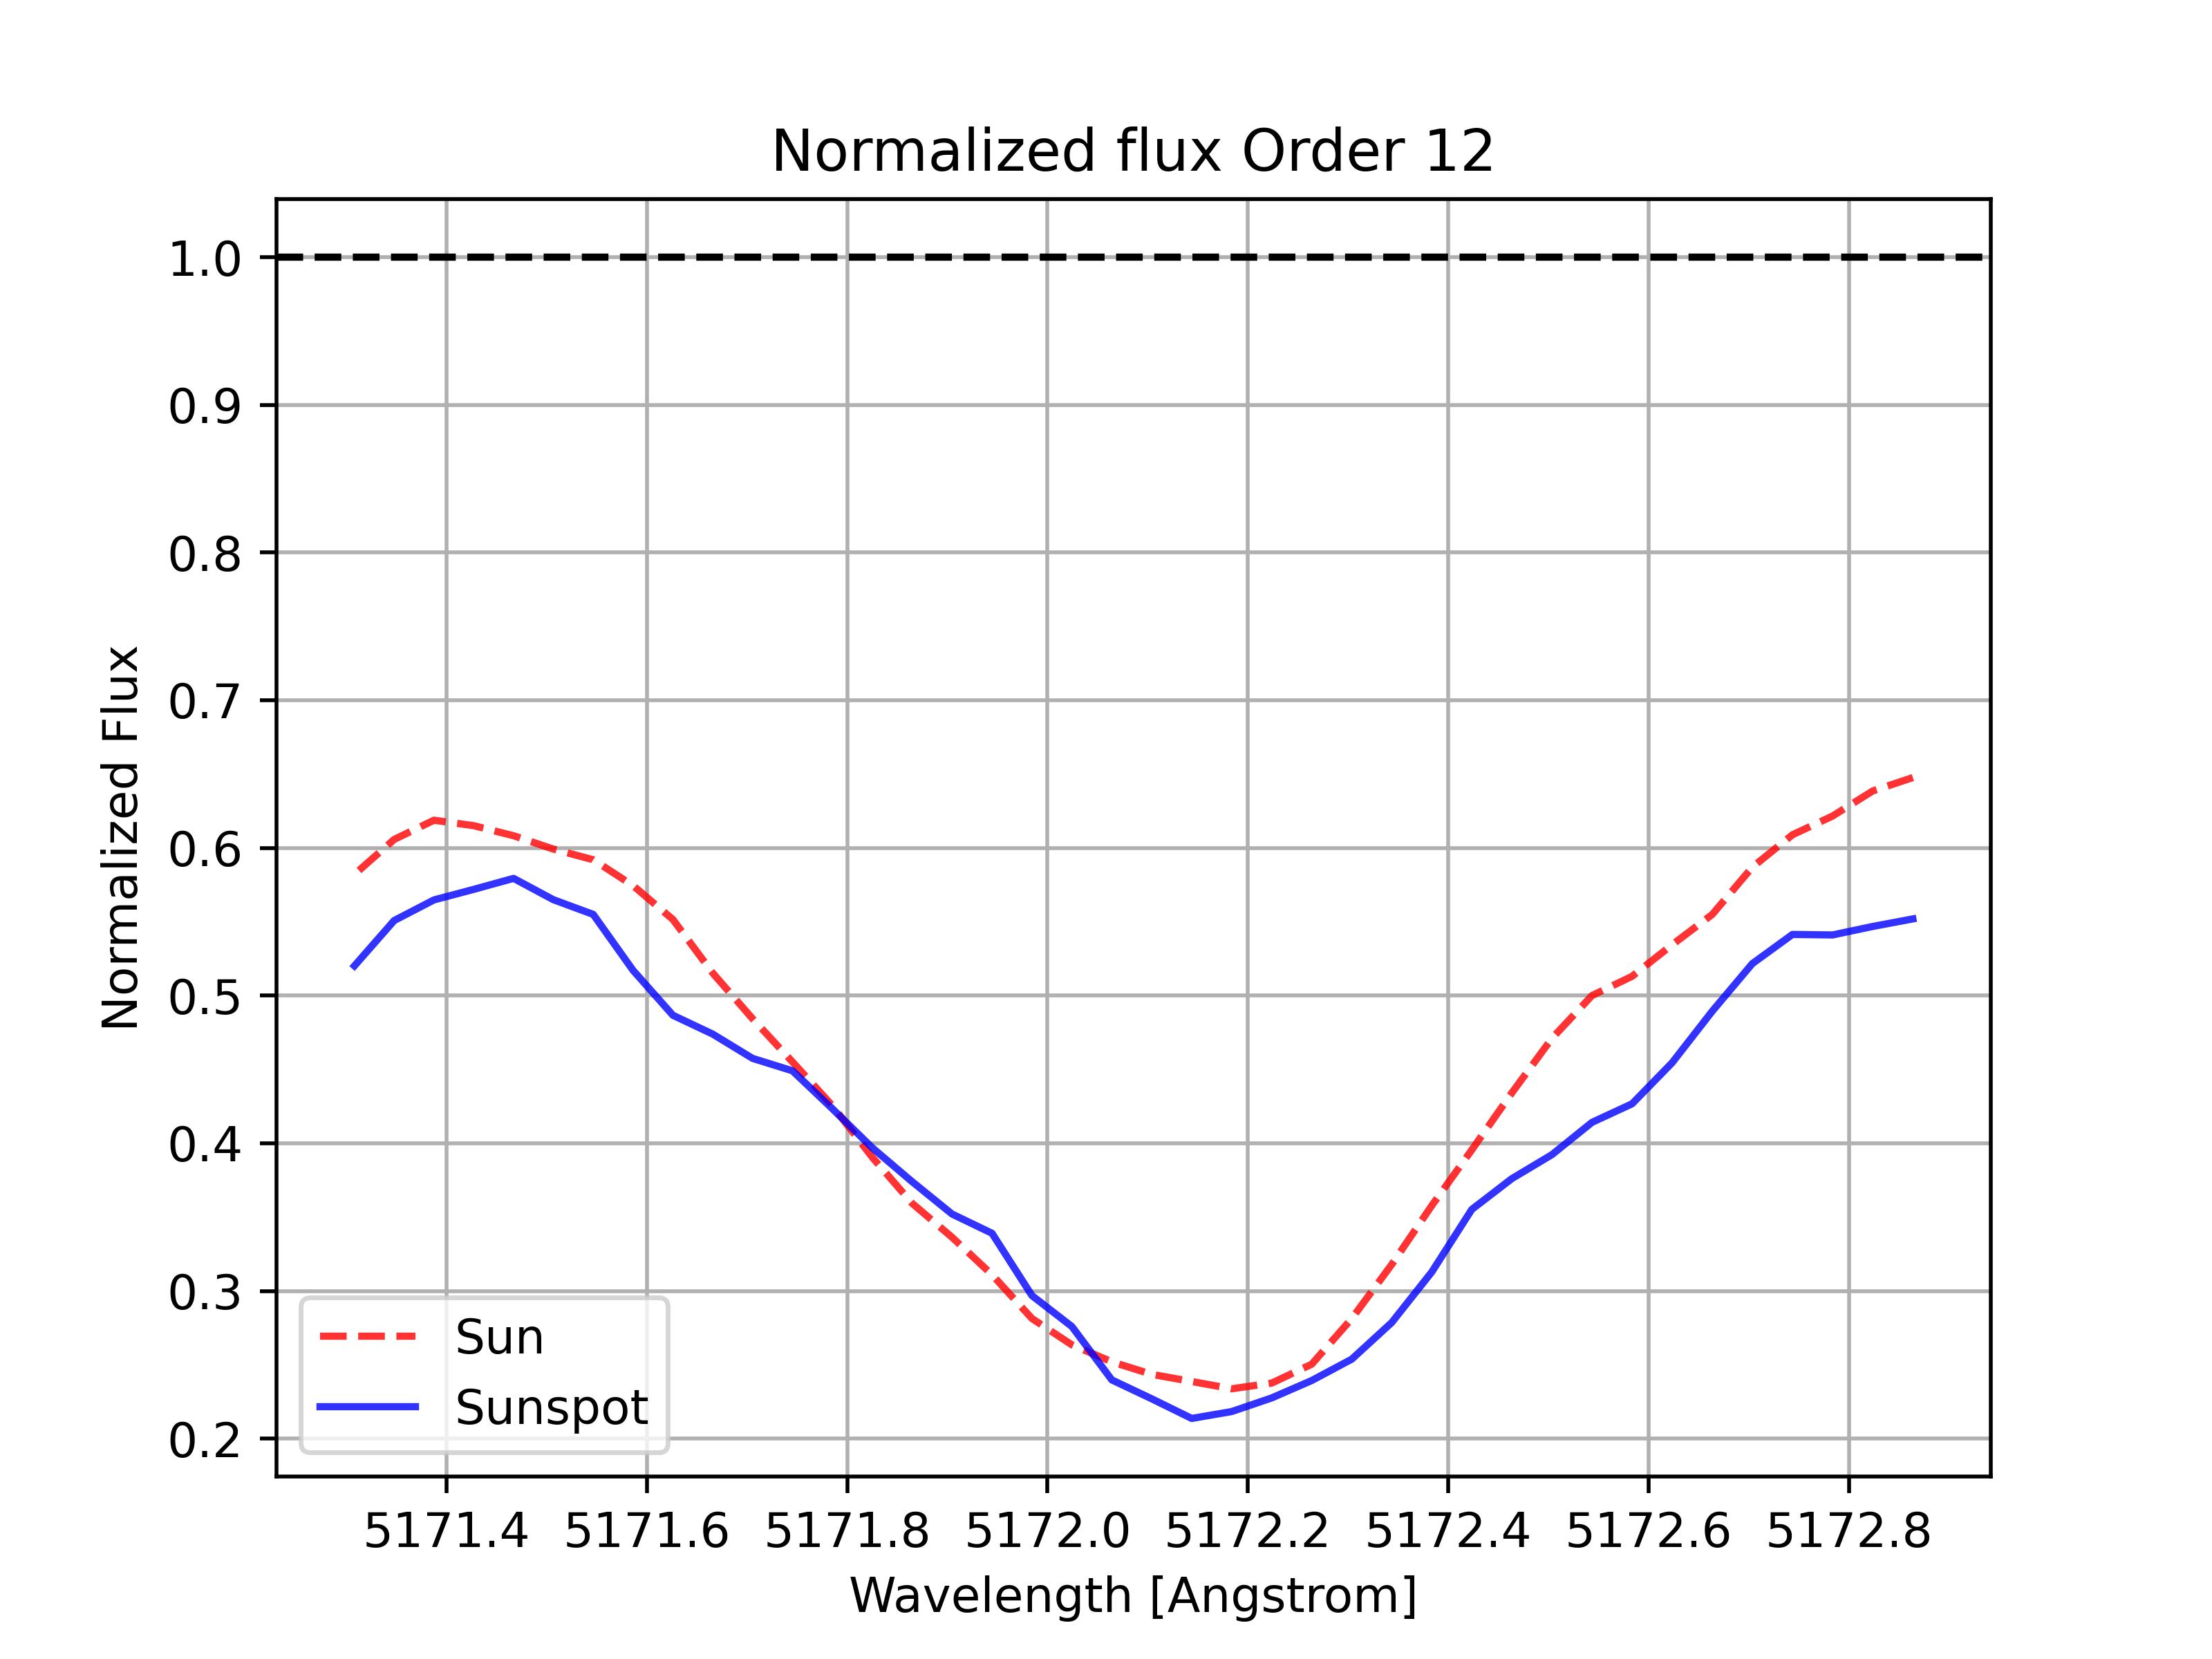 Normalized flux Order 12
1.0
0.9
0.8
0.7
0.6
0.5
0.4
0.3
0.2
Normalized Flux
Sun
Sunspot
5171.4 5171.6 5171.8 5172.0 5172.2 5172.4 5172.6 5172.8
Wavelength [Angstrom]